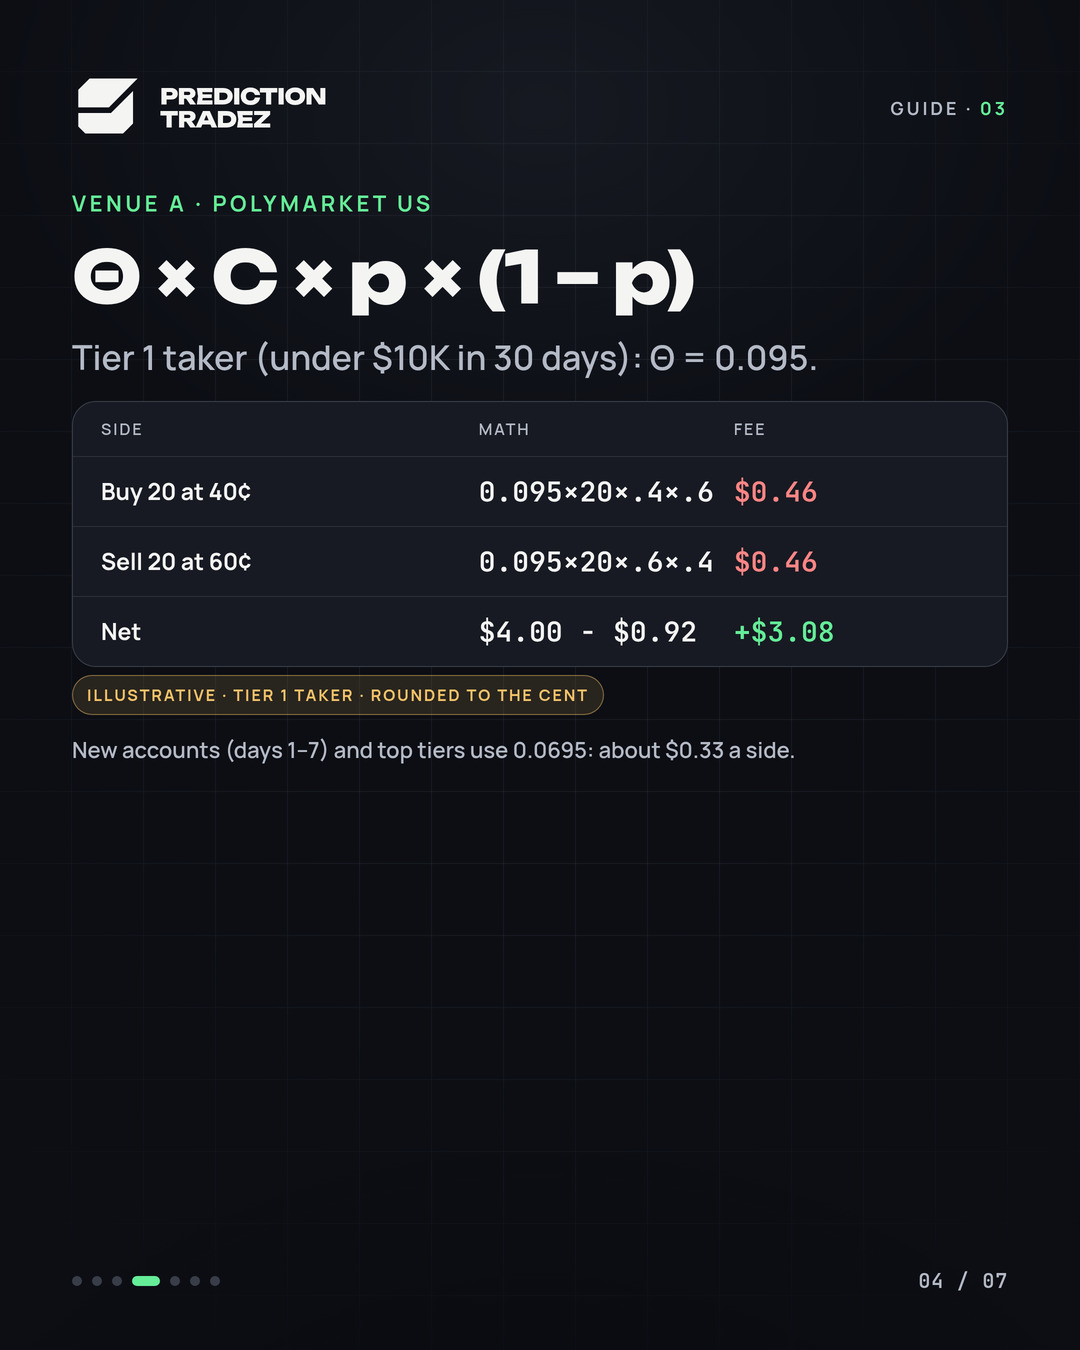 PREDICTION
TRADEZ
GUIDE · 03
VENUE A · POLYMARKET US
Θ × C × p × (1 – p)
Tier 1 taker (under $10K in 30 days): Θ = 0.095.
SIDE MATH FEE
Buy 20 at 40¢ 0.095×20×.4×.6 $0.46
Sell 20 at 60¢ 0.095×20×.6×.4 $0.46
Net $4.00 - $0.92 +$3.08
ILLUSTRATIVE · TIER 1 TAKER · ROUNDED TO THE CENT
New accounts (days 1–7) and top tiers use 0.0695: about $0.33 a side.
04 / 07